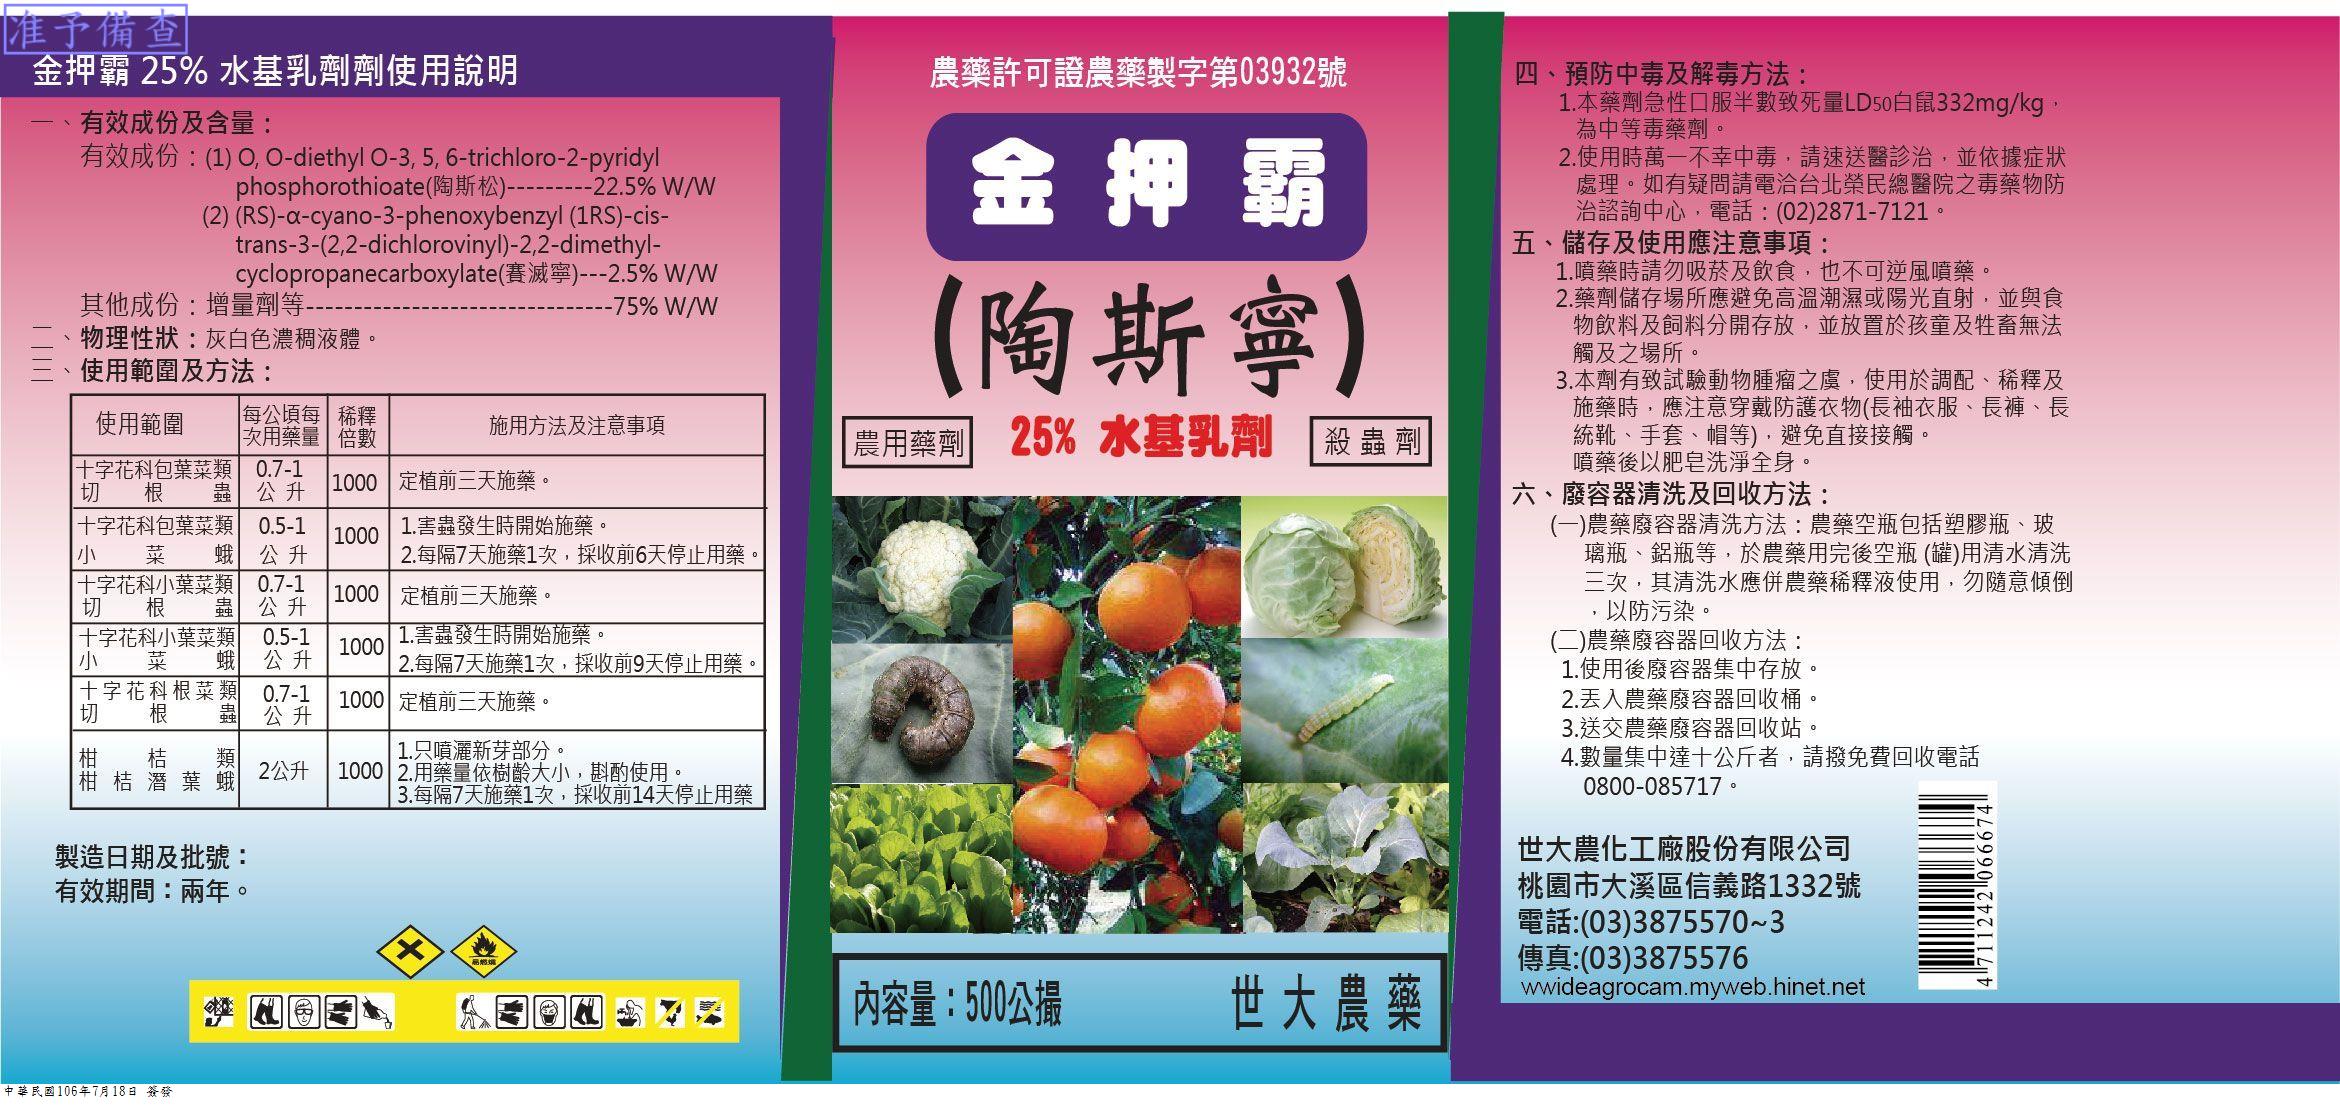 准予備查
金押霸 25% 水基乳劑劑使用說明
一、有效成份及含量：
有效成份：(1) O, O-diethyl O-3, 5, 6-trichloro-2-pyridyl
phosphorothioate(陶斯松)---------22.5% W/W
(2) (RS)-α-cyano-3-phenoxybenzyl (1RS)-cis-
trans-3-(2,2-dichlorovinyl)-2,2-dimethyl-
cyclopropanecarboxylate(賽滅寧)---2.5% W/W
其他成份：增量劑等--------------------------------75% W/W
二、物理性狀：灰白色濃稠液體。
三、使用範圍及方法：
使用範圍 每公頃每次用藥量 稀釋倍數 施用方法及注意事項
十字花科包葉菜類 切根蟲 0.7-1公升 1000 定植前三天施藥。
十字花科包葉菜類 小菜蛾 0.5-1公升 1000 1.害蟲發生時開始施藥。
2.每隔7天施藥1次，採收前6天停止用藥。
十字花科小葉菜類 切根蟲 0.7-1公升 1000 定植前三天施藥。
十字花科小葉菜類 小菜蛾 0.5-1公升 1000 1.害蟲發生時開始施藥。
2.每隔7天施藥1次，採收前9天停止用藥。
十字花科根菜類 切根蟲 0.7-1公升 1000 定植前三天施藥。
柑桔類 柑桔潛葉蛾 2公升 1000 1.只噴灑新芽部分。
2.用藥量依樹齡大小，斟酌使用。
3.每隔7天施藥1次，採收前14天停止用藥
製造日期及批號：
有效期間：兩年。
易燃燒
中華民國106年7月18日 簽發
農藥許可證農藥製字第03932號
金押霸
(陶斯寧)
農用藥劑 25% 水基乳劑 殺蟲劑
內容量：500公撮 世大農藥
四、預防中毒及解毒方法：
1.本藥劑急性口服半數致死量LD50白鼠332mg/kg，
為中等毒藥劑。
2.使用時萬一不幸中毒，請速送醫診治，並依據症狀
處理。如有疑問請電洽台北榮民總醫院之毒藥物防
治諮詢中心，電話：(02)2871-7121。
五、儲存及使用應注意事項：
1.噴藥時請勿吸菸及飲食，也不可逆風噴藥。
2.藥劑儲存場所應避免高溫潮濕或陽光直射，並與食
物飲料及飼料分開存放，並放置於孩童及牲畜無法
觸及之場所。
3.本劑有致試驗動物腫瘤之虞，使用於調配、稀釋及
施藥時，應注意穿戴防護衣物(長袖衣服、長褲、長
統靴、手套、帽等)，避免直接接觸。
噴藥後以肥皂洗淨全身。
六、廢容器清洗及回收方法：
(一)農藥廢容器清洗方法：農藥空瓶包括塑膠瓶、玻
璃瓶、鋁瓶等，於農藥用完後空瓶 (罐)用清水清洗
三次，其清洗水應併農藥稀釋液使用，勿隨意傾倒
，以防污染。
(二)農藥廢容器回收方法：
1.使用後廢容器集中存放。
2.丟入農藥廢容器回收桶。
3.送交農藥廢容器回收站。
4.數量集中達十公斤者，請撥免費回收電話
0800-085717。
世大農化工廠股份有限公司
桃園市大溪區信義路1332號
電話:(03)3875570~3
傳真:(03)3875576
wwideagrocam.myweb.hinet.net
4711242066674